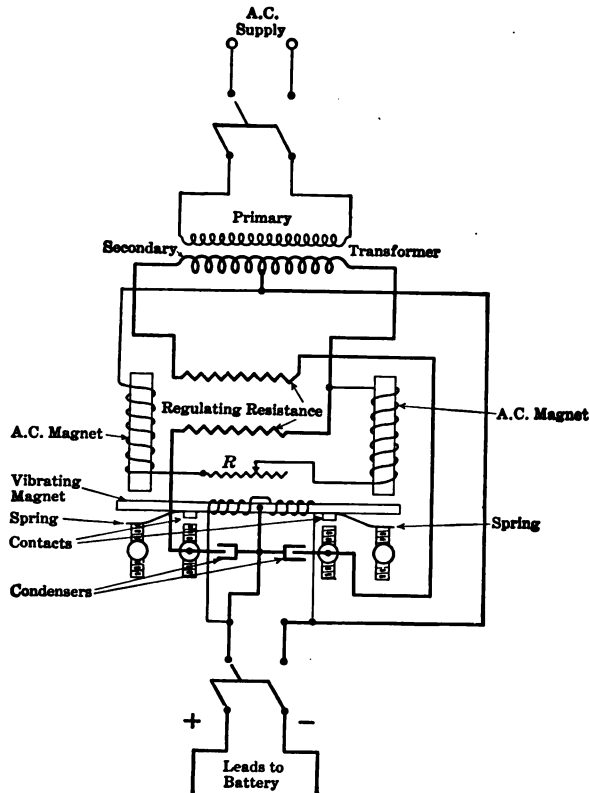 A.C.
Supply
Primary
Secondary
Transformer
Regulating Resistance
A.C. Magnet
A.C. Magnet
R
Vibrating
Magnet
Spring
Spring
Contacts
Condensers
+
−
Leads to
Battery